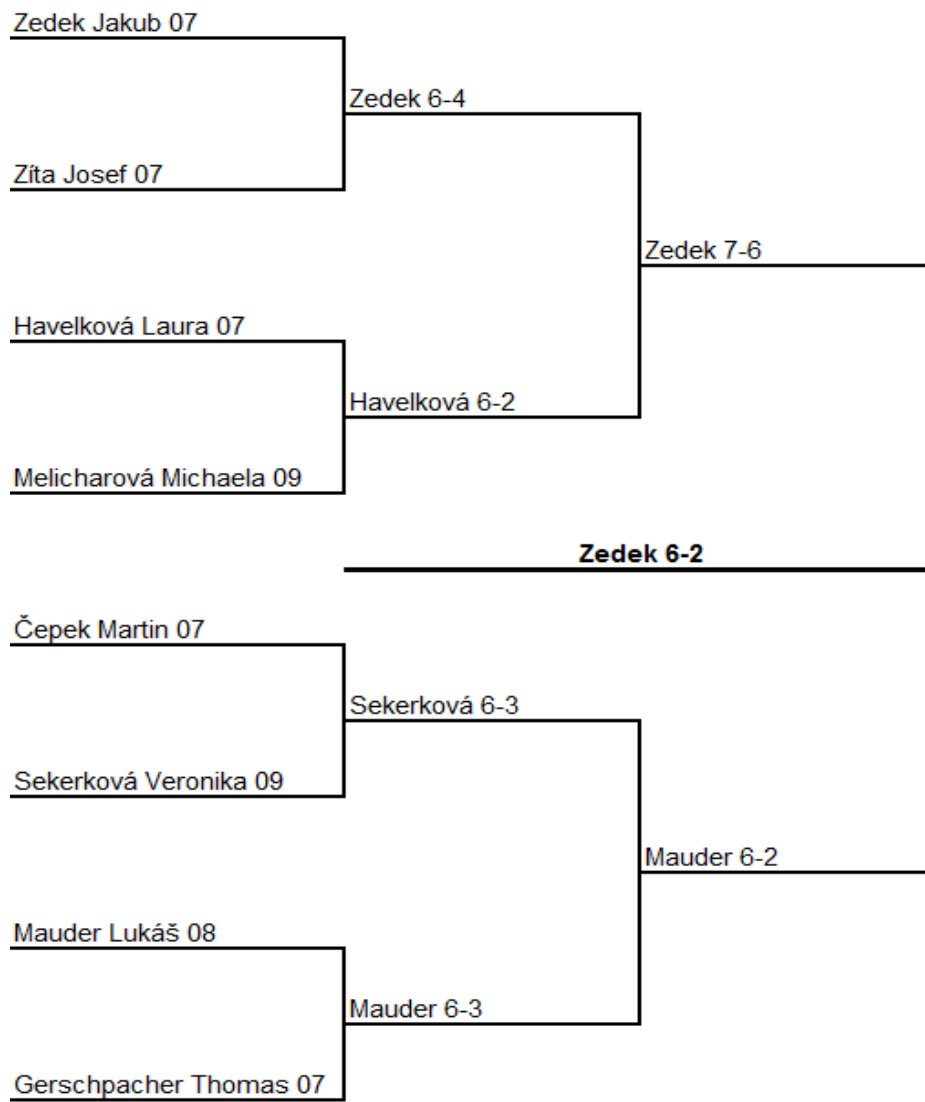 Zedek Jakub 07
Zedek 6-4
Zíta Josef 07
Zedek 7-6
Havelková Laura 07
Havelková 6-2
Melicharová Michaela 09
Zedek 6-2
Čepek Martin 07
Sekerková 6-3
Sekerková Veronika 09
Mauder 6-2
Mauder Lukáš 08
Mauder 6-3
Gerschpacher Thomas 07